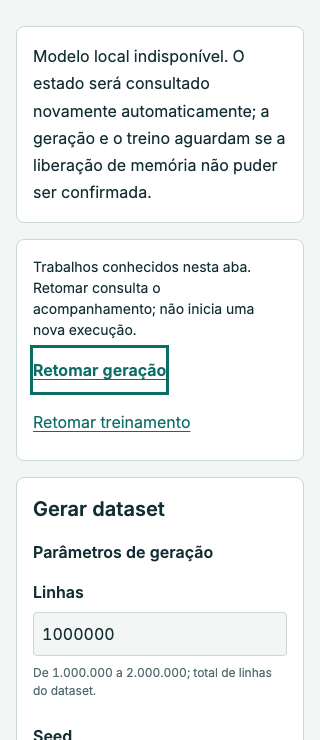 Modelo local indisponível. O
estado será consultado
novamente automaticamente; a
geração e o treino aguardam se a
liberação de memória não puder
ser confirmada.
Trabalhos conhecidos nesta aba.
Retomar consulta o
acompanhamento; não inicia uma
nova execução.
Retomar geração
Retomar treinamento
Gerar dataset
Parâmetros de geração
Linhas
1000000
De 1.000.000 a 2.000.000; total de linhas
do dataset.
Seed